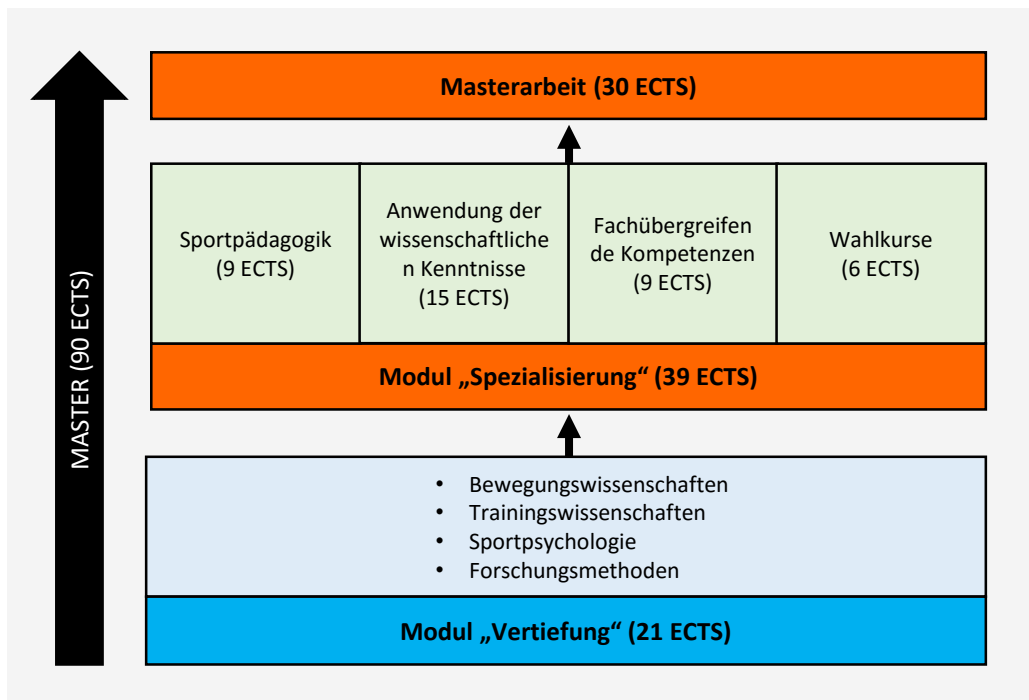 MASTER (90 ECTS)
Masterarbeit (30 ECTS)
Sportpädagogik
(9 ECTS)
Anwendung der
wissenschaftliche
n Kenntnisse
(15 ECTS)
Fachübergreifen
de Kompetenzen
(9 ECTS)
Wahlkurse
(6 ECTS)
Modul „Spezialisierung“ (39 ECTS)
• Bewegungswissenschaften
• Trainingswissenschaften
• Sportpsychologie
• Forschungsmethoden
Modul „Vertiefung“ (21 ECTS)